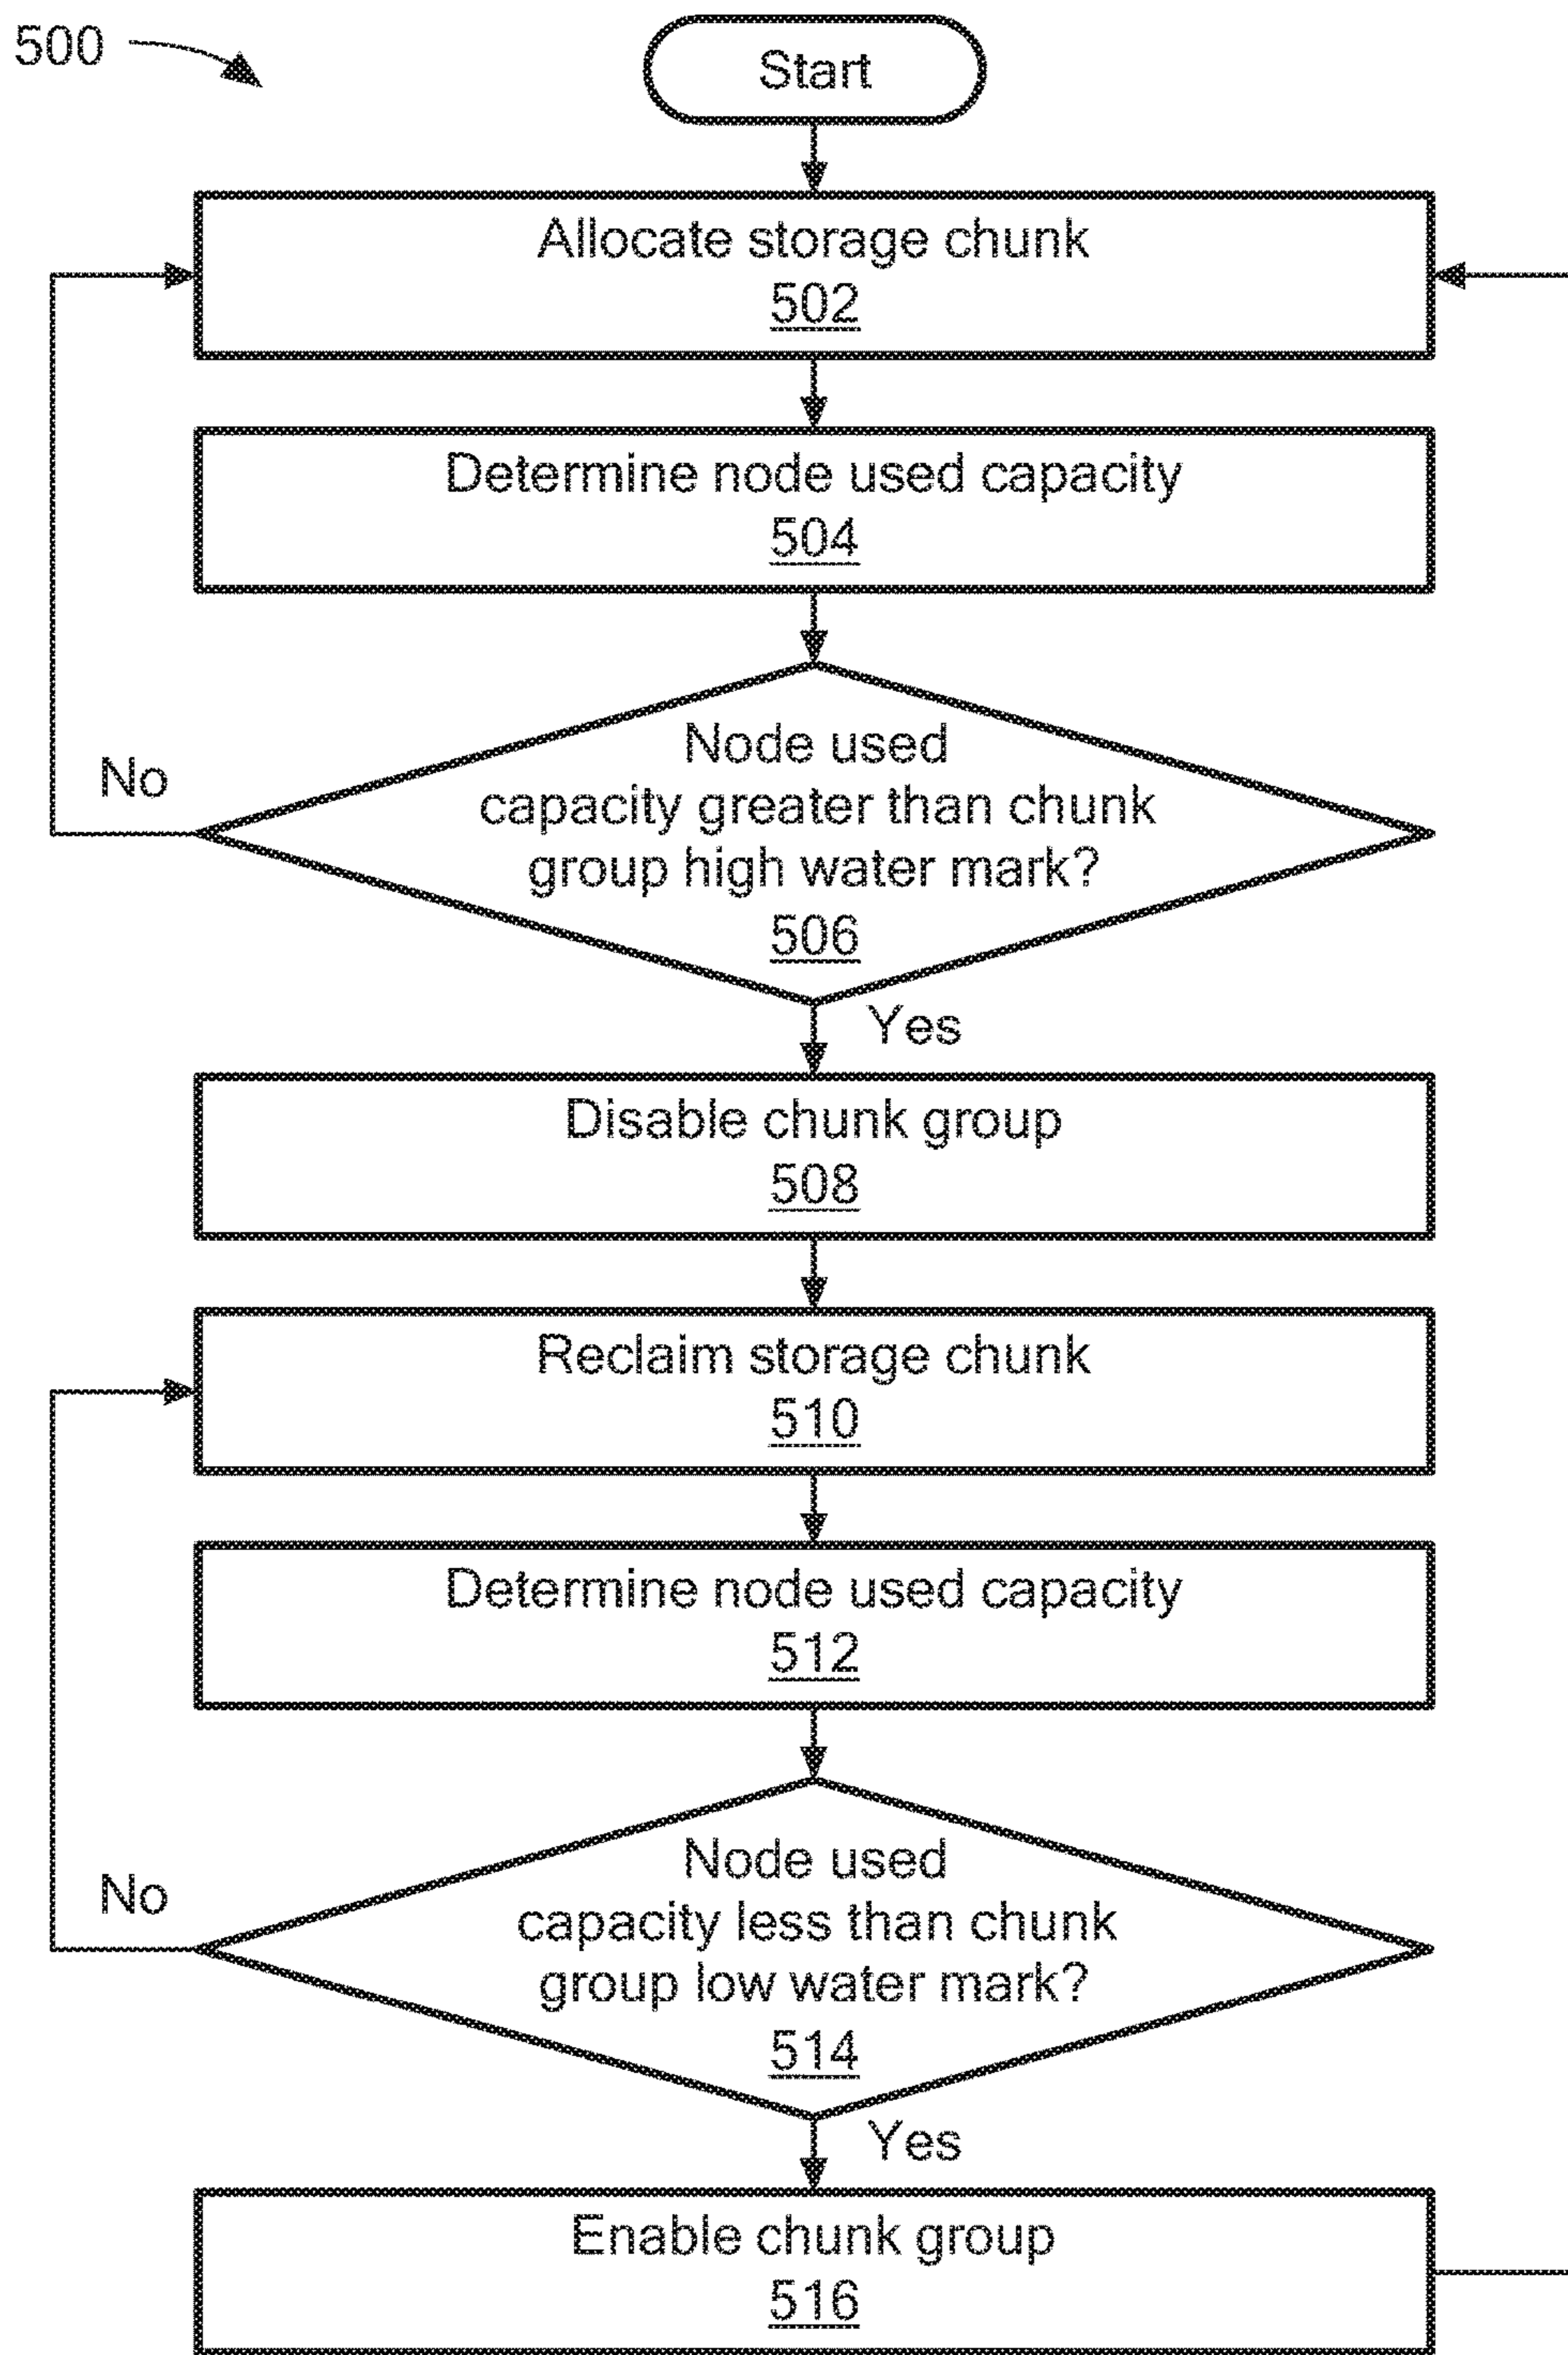 500
Start
Allocate storage chunk
502
Determine node used capacity
504
Node used
capacity greater than chunk
group high water mark?
506
No
Yes
Disable chunk group
508
Reclaim storage chunk
510
Determine node used capacity
512
Node used
capacity less than chunk
group low water mark?
514
No
Yes
Enable chunk group
516